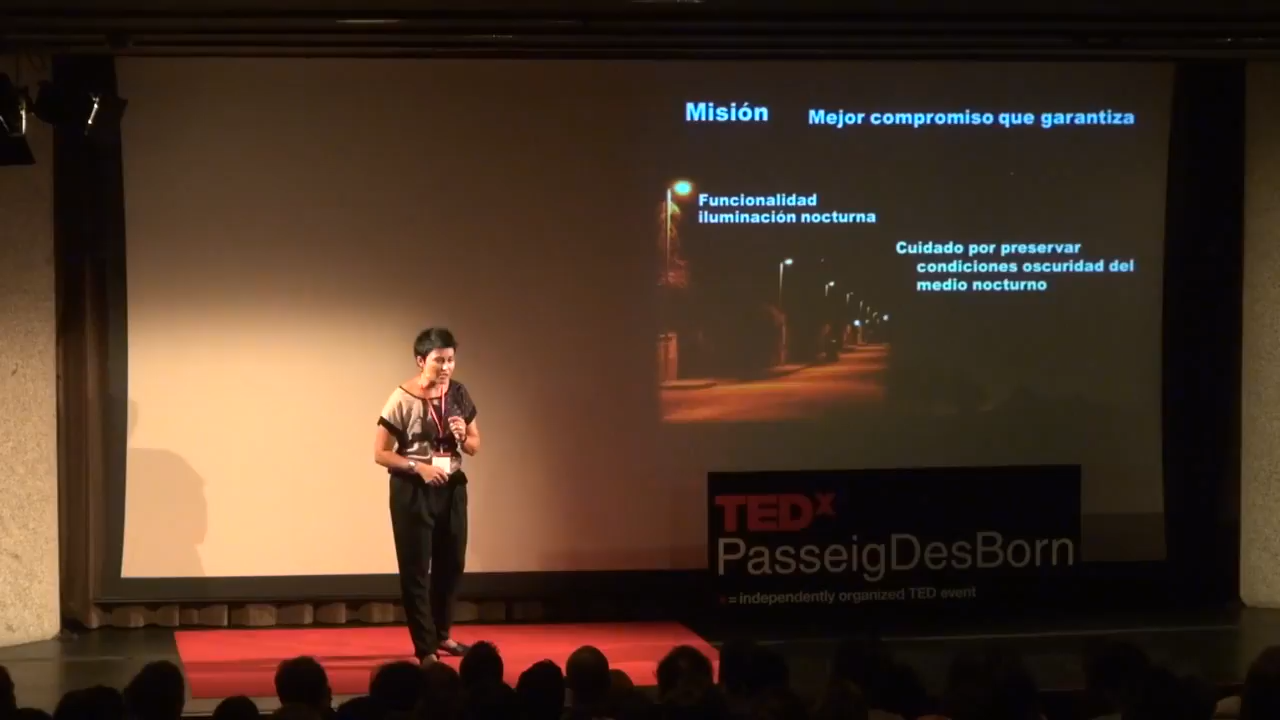 Misión
Mejor compromiso que garantiza
Funcionalidad
iluminación nocturna
Cuidado por preservar
condiciones oscuridad del
medio nocturno
TEDx
PasseigDesBorn
= independently organized TED event